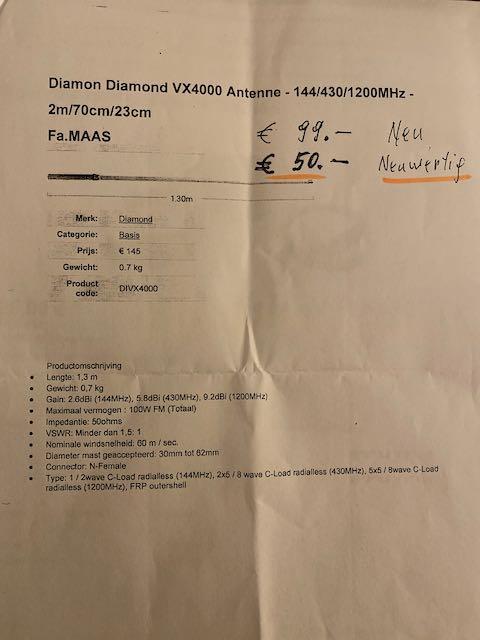 Diamon Diamond VX4000 Antenne - 144/430/1200MHz -
2m/70cm/23cm
Fa.MAAS
€ 99.- Neu
€ 50.- Neuwertig
1.30m
Merk: Diamond
Categorie: Basis
Prijs: € 145
Gewicht: 0.7 kg
Product code: DIVX4000
Productomschrijving
• Lengte: 1,3 m
• Gewicht: 0,7 kg
• Gain: 2.6dBi (144MHz), 5.8dBi (430MHz), 9.2dBi (1200MHz)
• Maximaal vermogen : 100W FM (Totaal)
• Impedantie: 50ohms
• VSWR: Minder dan 1,5: 1
• Nominale windsnelheid: 60 m / sec.
• Diameter mast geaccepteerd: 30mm tot 62mm
• Connector: N-Female
• Type: 1 / 2wave C-Load radialless (144MHz), 2x5 / 8 wave C-Load radialless (430MHz), 5x5 / 8wave C-Load
radialless (1200MHz), FRP outershell